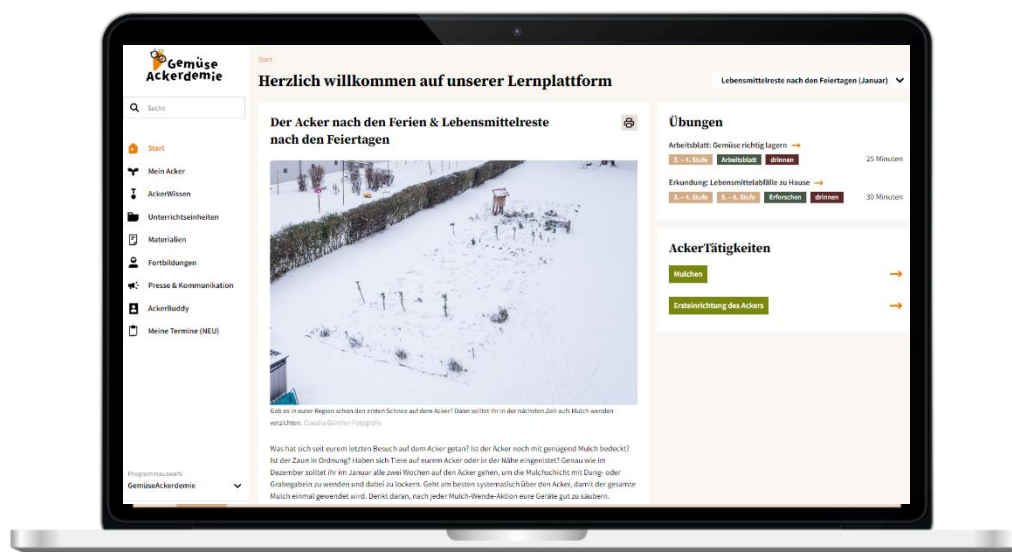 Gemüse
Ackerdemie
Suche
Start
Mein Acker
AckerWissen
Unterrichtseinheiten
Materialien
Fortbildungen
Presse & Kommunikation
AckerBuddy
Meine Termine (NEU)
Programmauswahl
GemüseAckerdemie
Start
Herzlich willkommen auf unserer Lernplattform
Lebensmittelreste nach den Feiertagen (Januar)
Der Acker nach den Ferien & Lebensmittelreste
nach den Feiertagen
Gab es in eurer Region schon den ersten Schnee auf dem Acker? Dann solltet ihr in der nächsten Zeit aufs Mulch wenden
verzichten. Claudia Günther Fotografie
Was hat sich seit eurem letzten Besuch auf dem Acker getan? Ist der Acker noch mit genügend Mulch bedeckt?
Ist der Zaun in Ordnung? Haben sich Tiere auf eurem Acker oder in der Nähe eingenistet? Genau wie im
Dezember solltet ihr im Januar alle zwei Wochen auf den Acker gehen, um die Mulchschicht mit Dung- oder
Grabegabeln zu wenden und dabei zu lockern. Geht am besten systematisch über den Acker, damit der gesamte
Mulch einmal gewendet wird. Denkt daran, nach jeder Mulch-Wende-Aktion eure Geräte gut zu säubern.
Übungen
Arbeitsblatt: Gemüse richtig lagern →
3. – 4. Stufe Arbeitsblatt drinnen 25 Minuten
Erkundung: Lebensmittelabfälle zu Hause →
3. – 4. Stufe 5. – 6. Stufe Erforschen drinnen 30 Minuten
AckerTätigkeiten
Mulchen →
Ersteinrichtung des Ackers →